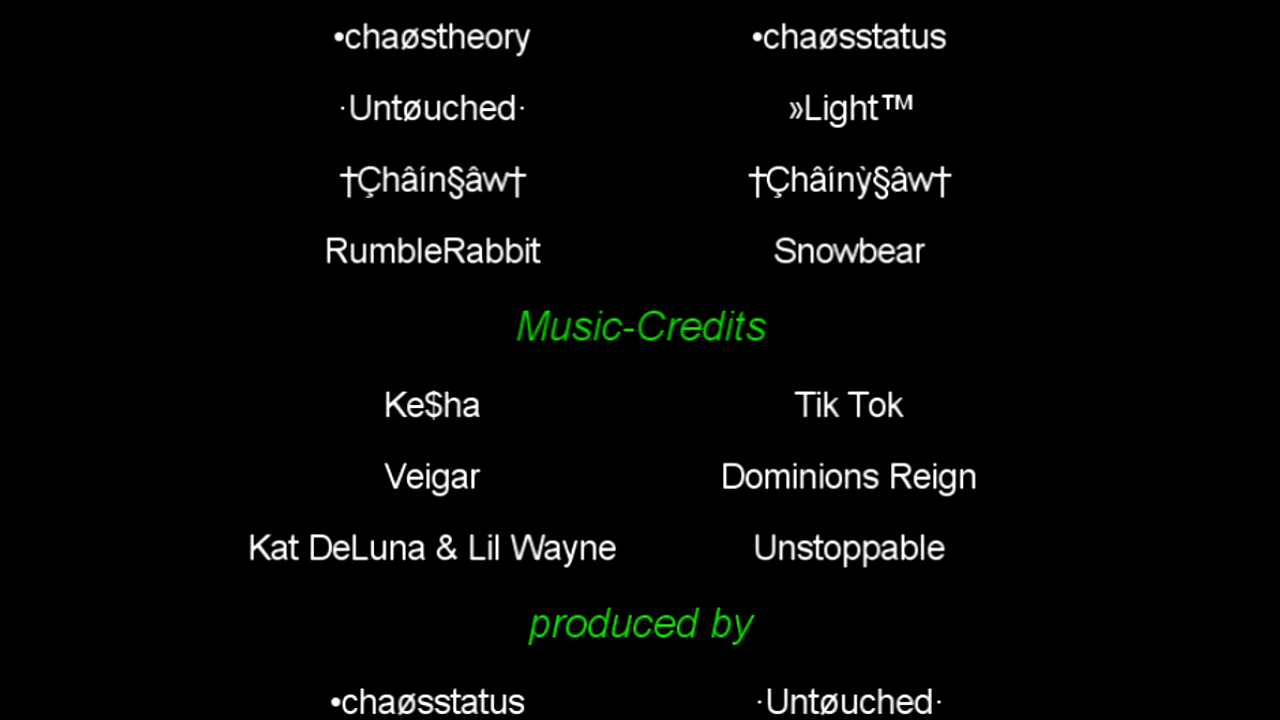 •chaøstheory •chaøsstatus
·Untøuched· »Light™
†Çhâín§âw† †Çhâínỳ§âw†
RumbleRabbit Snowbear
Music-Credits
Ke$ha Tik Tok
Veigar Dominions Reign
Kat DeLuna & Lil Wayne Unstoppable
produced by
•chaøsstatus ·Untøuched·